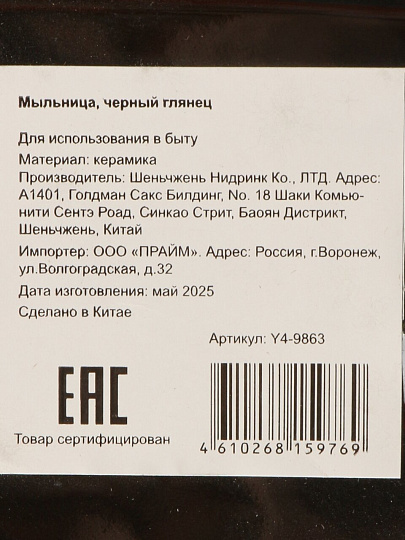 Мыльница, черный глянец
Для использования в быту
Материал: керамика
Производитель: Шеньчжень Нидринк Ко., ЛТД. Адрес:
А1401, Голдман Сакс Билдинг, No. 18 Шаки Комью-
нити Сентэ Роад, Синкао Стрит, Баоян Дистрикт,
Шеньчжень, Китай
Импортер: ООО «ПРАЙМ». Адрес: Россия, г.Воронеж,
ул.Волгоградская, д.32
Дата изготовления: май 2025
Сделано в Китае
Артикул: Y4-9863
EAC
Товар сертифицирован
4 610268 159769